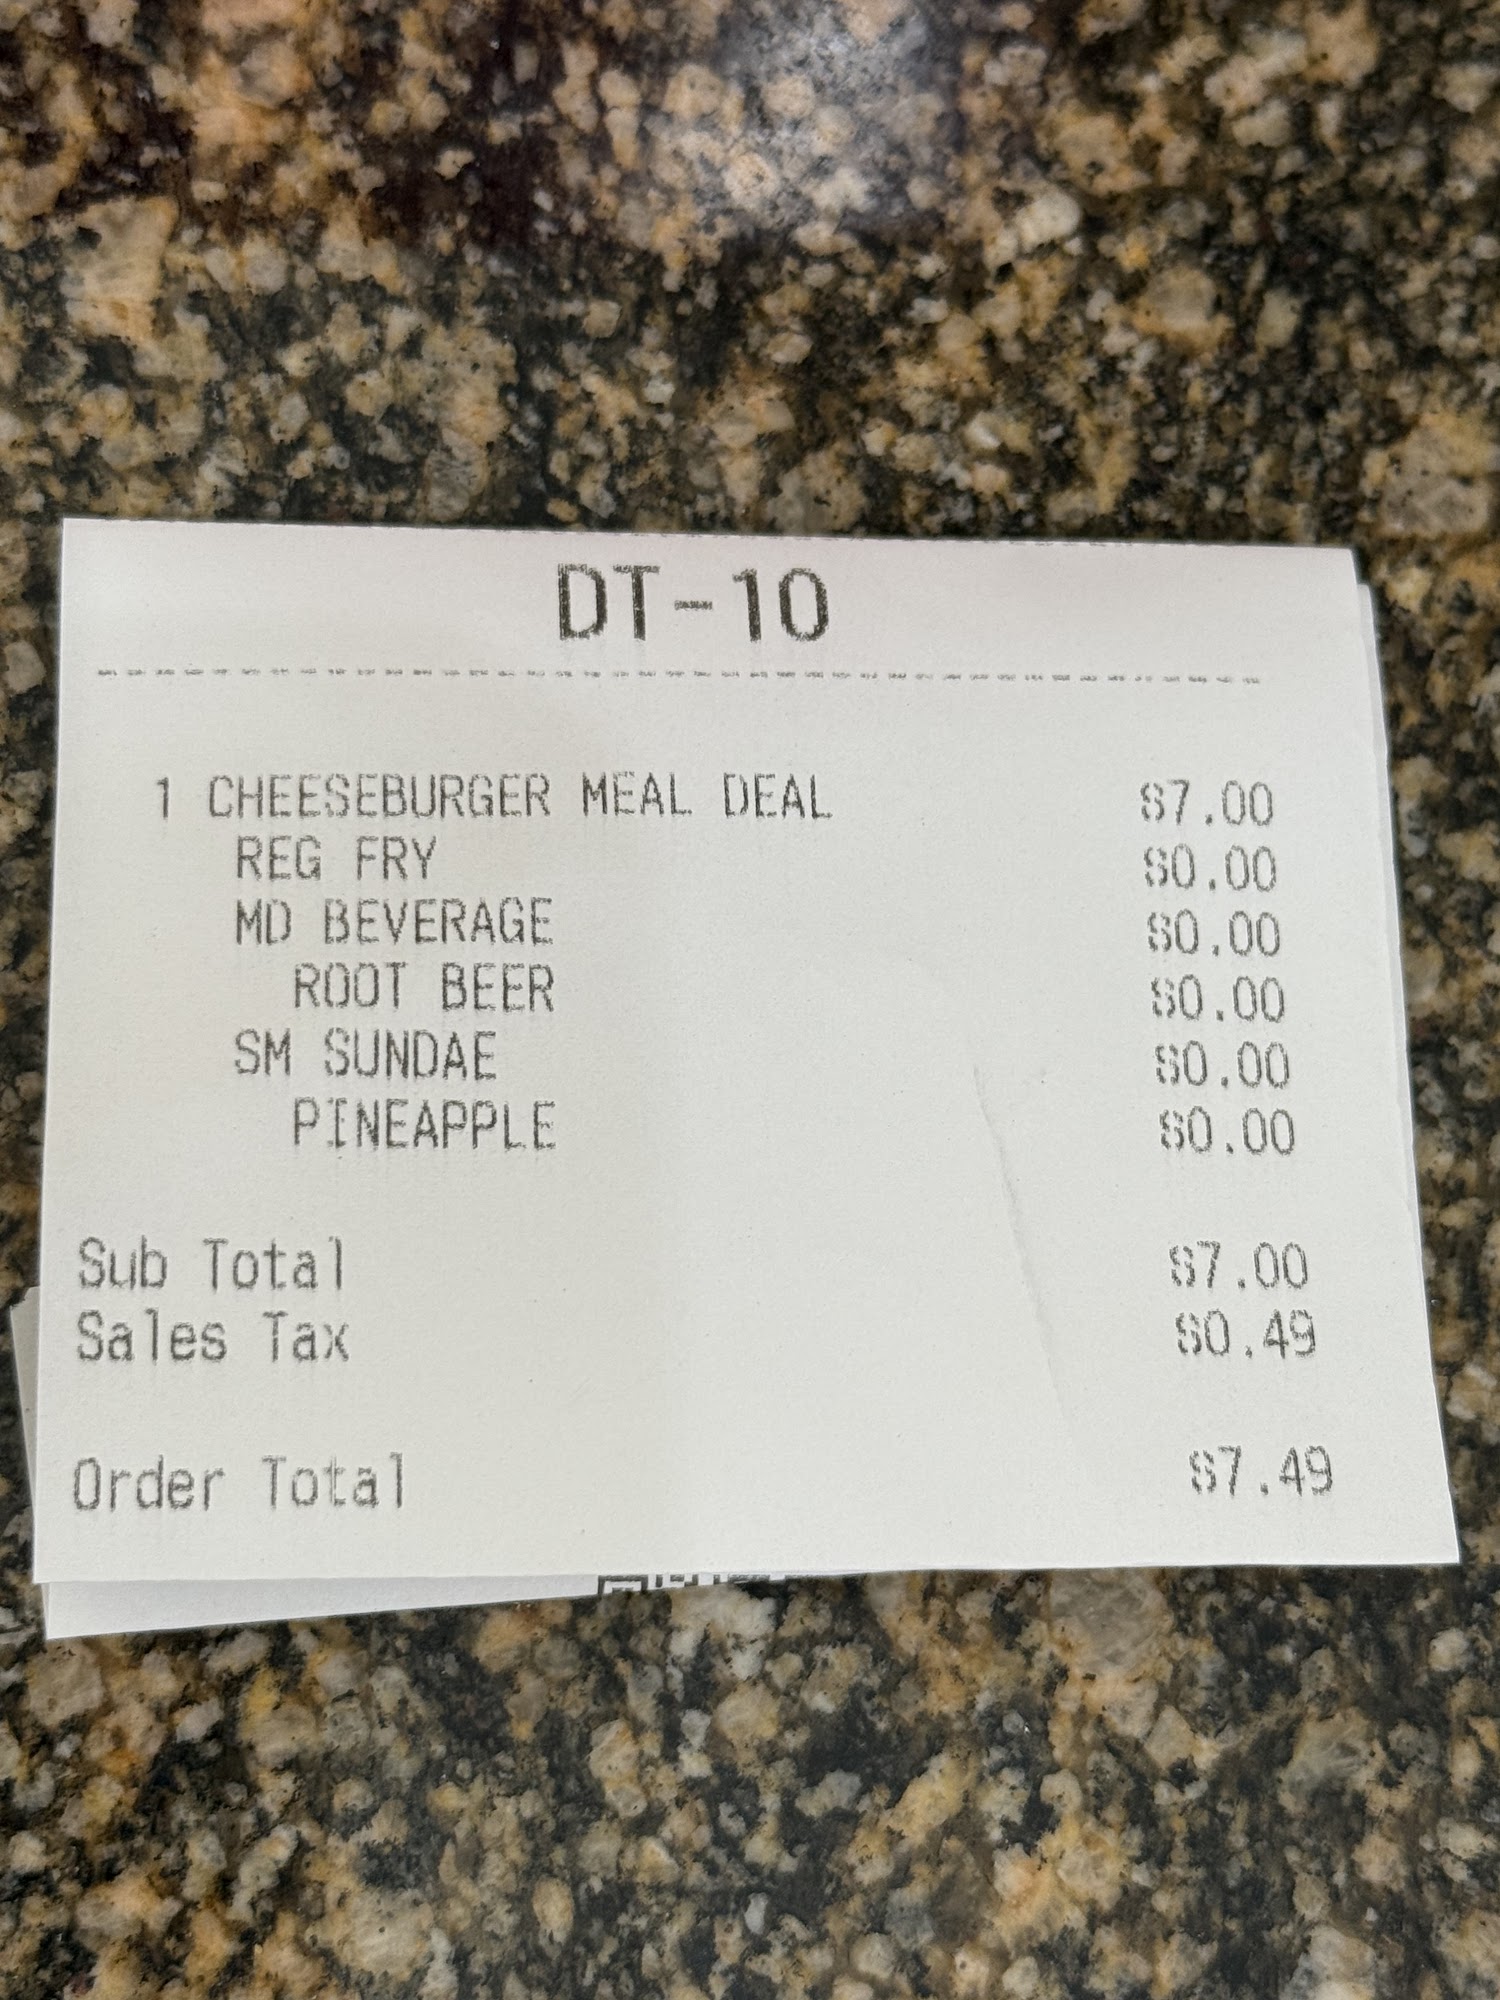 DT-10
--------------------------------------------
1 CHEESEBURGER MEAL DEAL $7.00
REG FRY $0.00
MD BEVERAGE $0.00
ROOT BEER $0.00
SM SUNDAE $0.00
PINEAPPLE $0.00
Sub Total $7.00
Sales Tax $0.49
Order Total $7.49